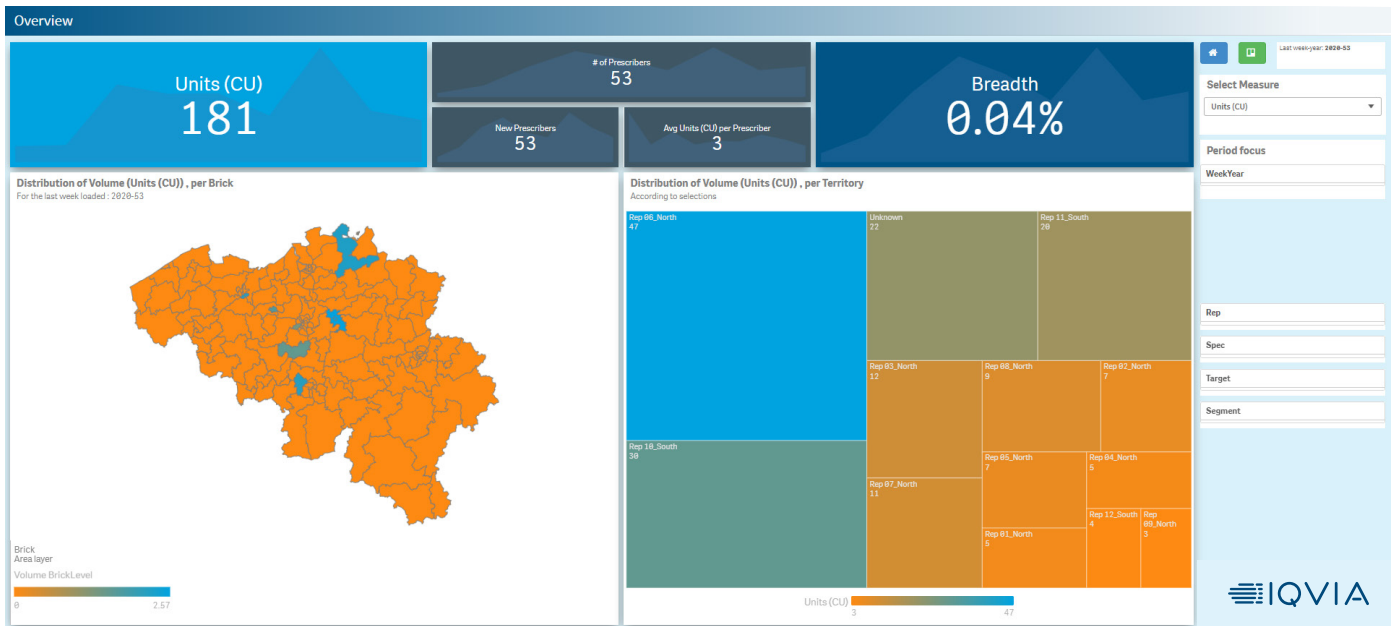 Overview
Units (CU)
181
# of Prescribers
53
New Prescribers
53
Avg Units (CU) per Prescriber
3
Breadth
0.04%
Last week-year: 2020-53
Select Measure
Units (CU)
Period focus
WeekYear
Rep
Spec
Target
Segment
Distribution of Volume (Units (CU)) , per Brick
For the last week loaded : 2020-53
Brick
Area layer
Volume BrickLevel
0
2.57
Distribution of Volume (Units (CU)) , per Territory
According to selections
Rep 06_North
47
Unknown
22
Rep 11_South
20
Rep 03_North
12
Rep 08_North
9
Rep 02_North
7
Rep 10_South
30
Rep 07_North
11
Rep 05_North
7
Rep 04_North
5
Rep 01_North
5
Rep 12_South
4
Rep
09_North
3
Units (CU)
3
47
IQVIA